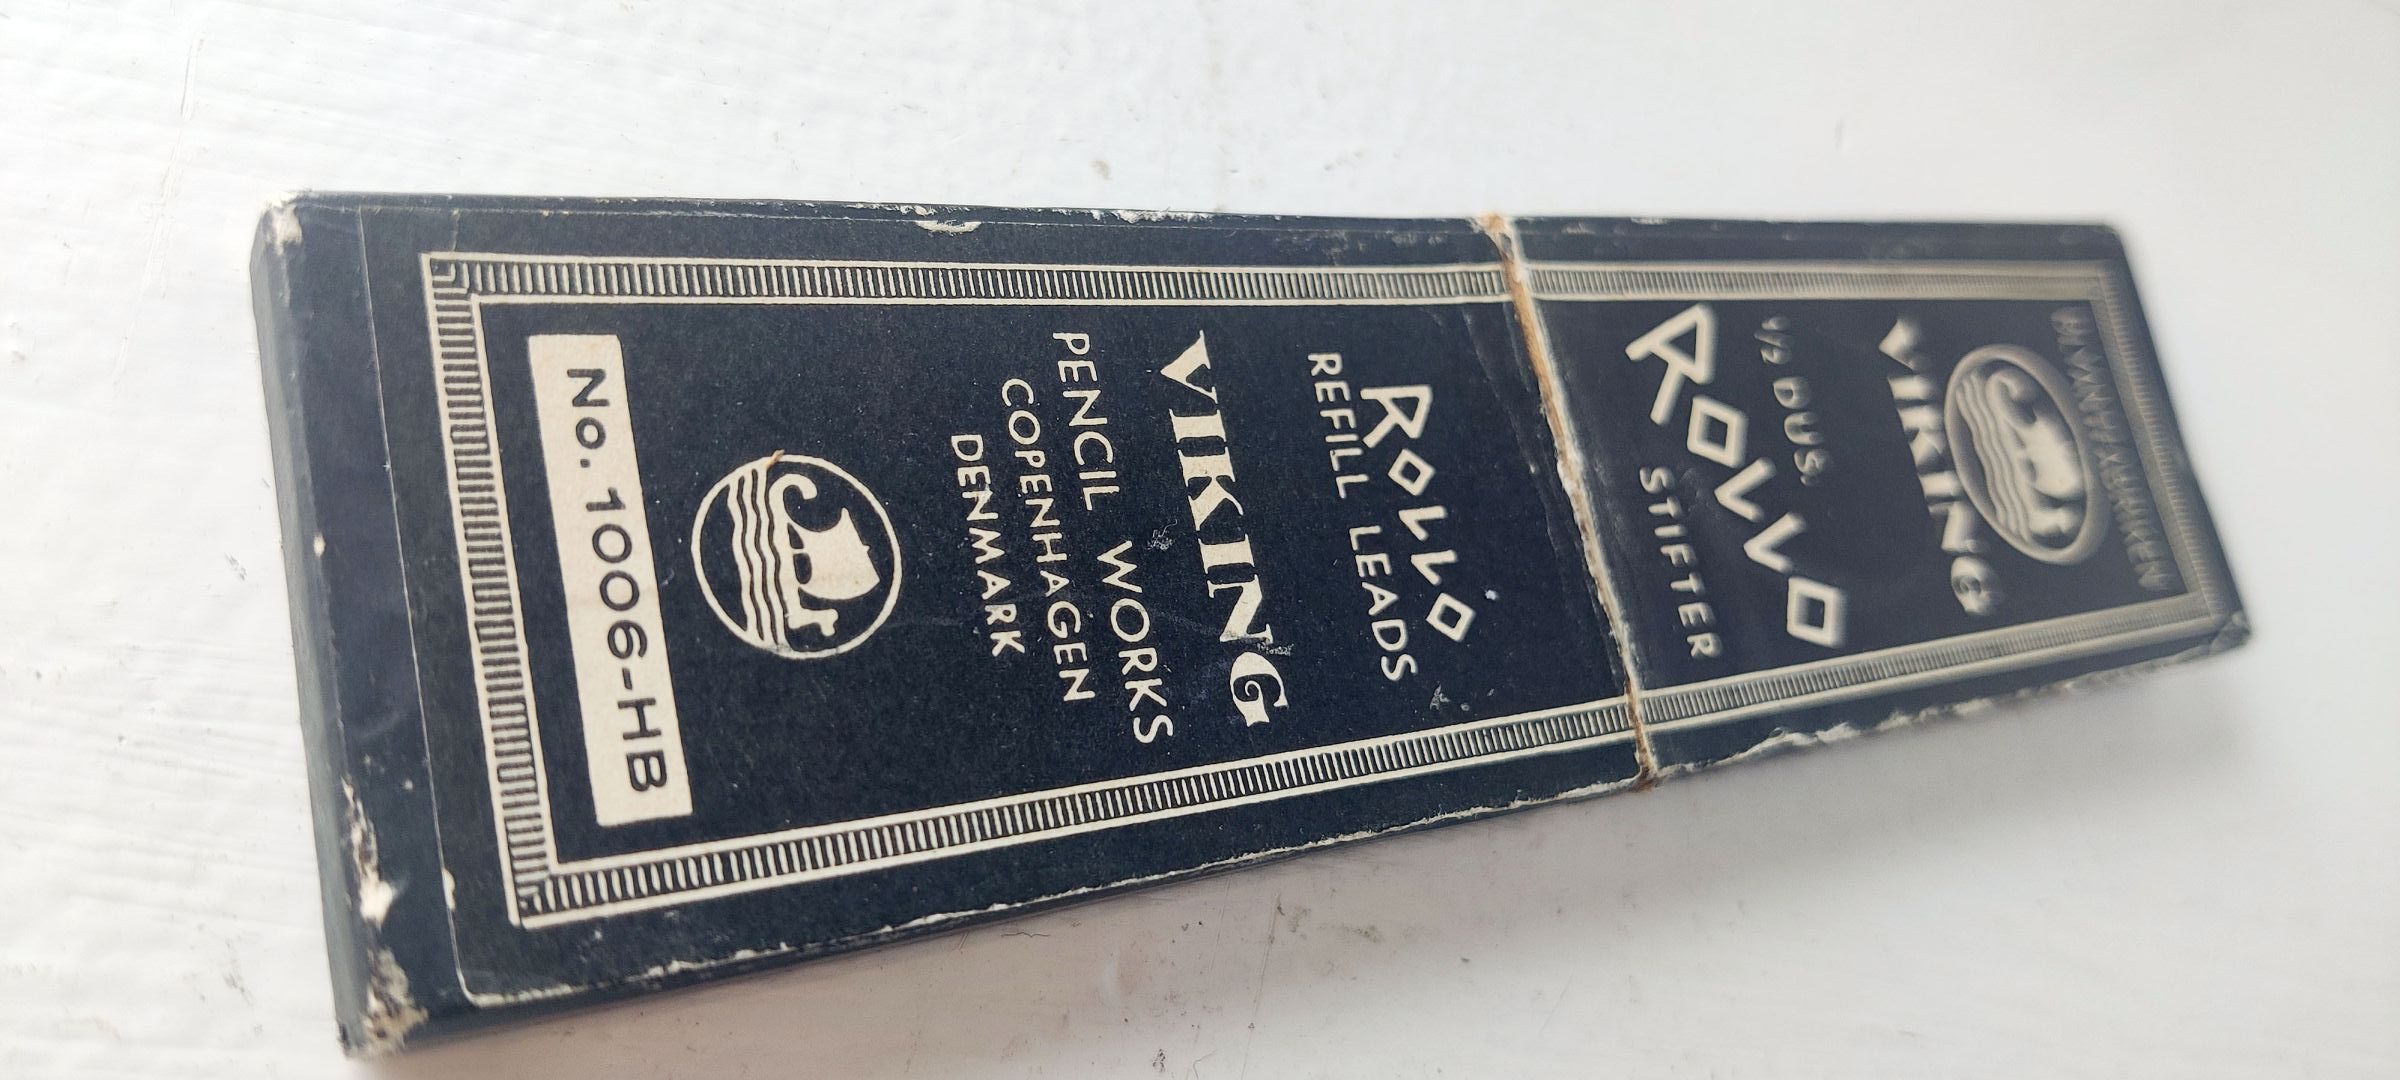 VIKING
1/2 DUS.
ROLLO
STIFTER
ROLLO
REFILL LEADS
VIKING
PENCIL WORKS
COPENHAGEN
DENMARK
No. 1006-HB